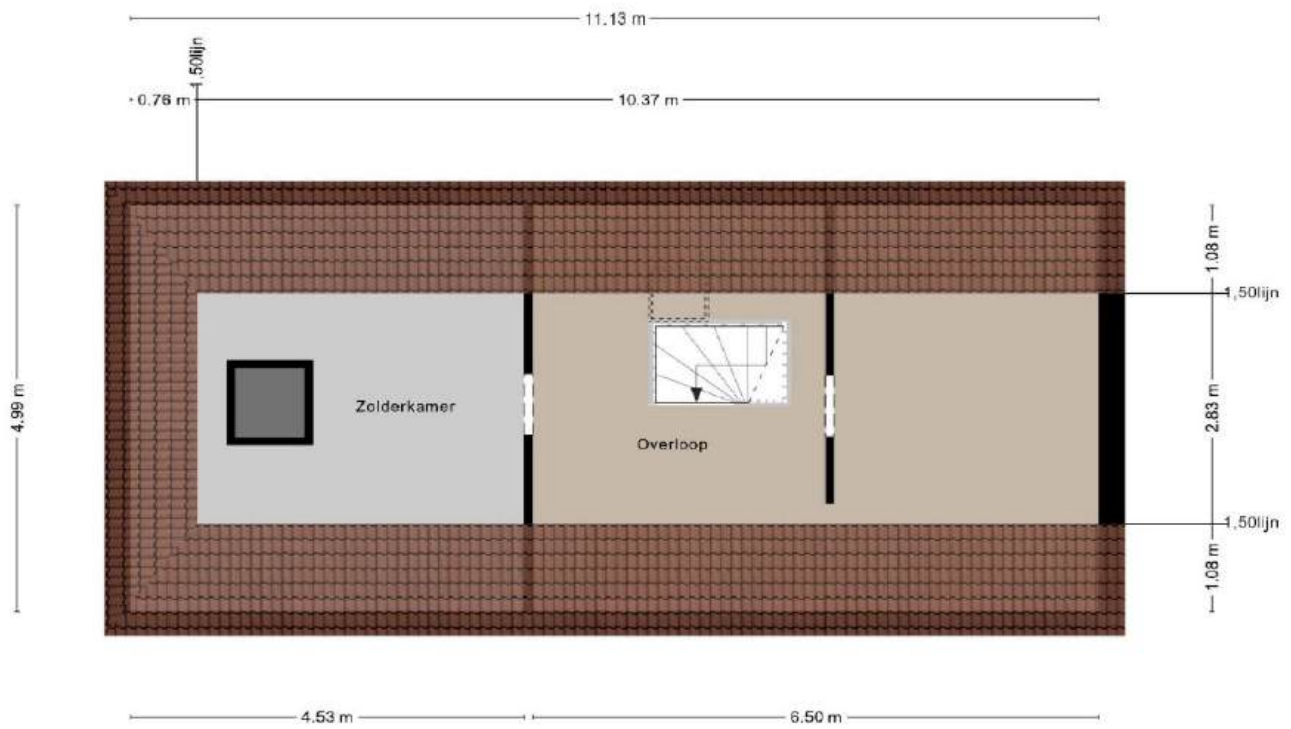 11.13 m
1,50lijn
0.76 m
10.37 m
1.08 m
1,50lijn
4.99 m
2.83 m
Zolderkamer
Overloop
1,50lijn
1.08 m
4.53 m
6.50 m